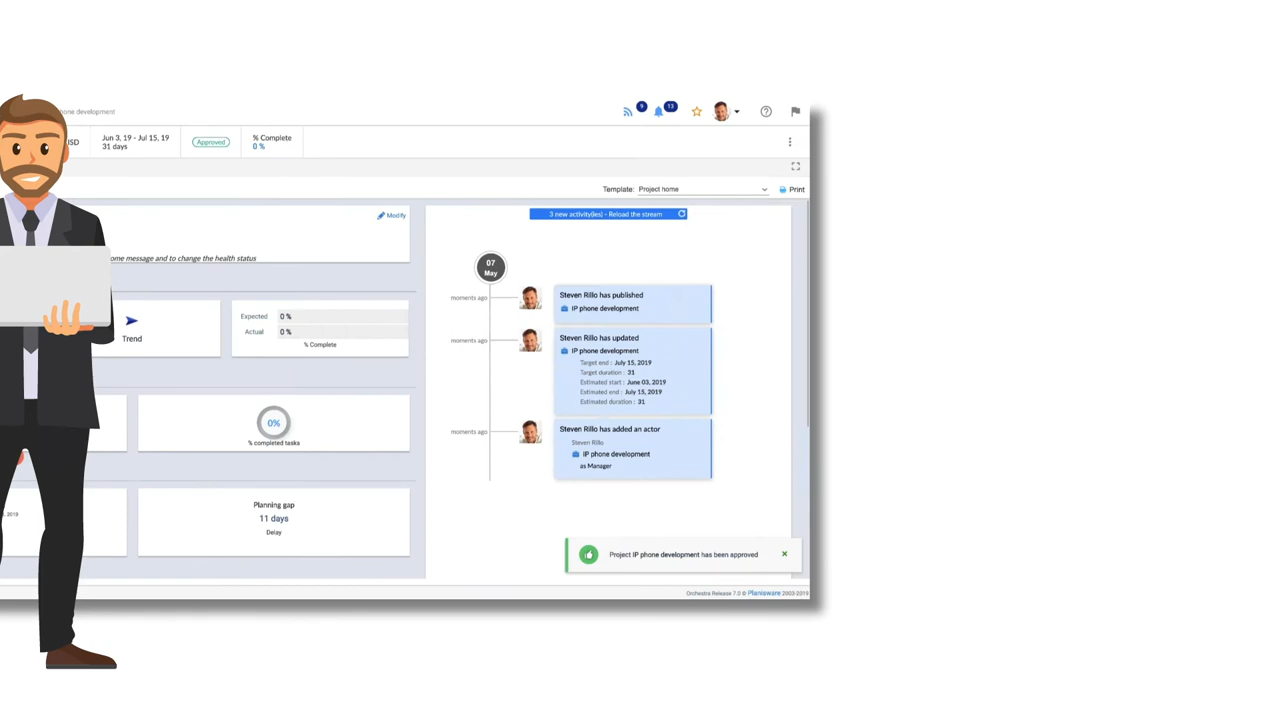 phone development
9
13
ISD
Jun 3, 19 - Jul 15, 19
31 days
Approved
% Complete
0 %
Template: Project home
Print
Modify
ome message and to change the health status
Trend
Expected 0 %
Actual 0 %
% Complete
0%
% completed tasks
, 2019
Planning gap
11 days
Delay
3 new activity(ies) - Reload the stream
07
May
moments ago
Steven Rillo has published
IP phone development
moments ago
Steven Rillo has updated
IP phone development
Target end : July 15, 2019
Target duration : 31
Estimated start : June 03, 2019
Estimated end : July 15, 2019
Estimated duration : 31
moments ago
Steven Rillo has added an actor
Steven Rillo
IP phone development
as Manager
Project IP phone development has been approved
Orchestra Release 7.0 © Planisware 2003-2019